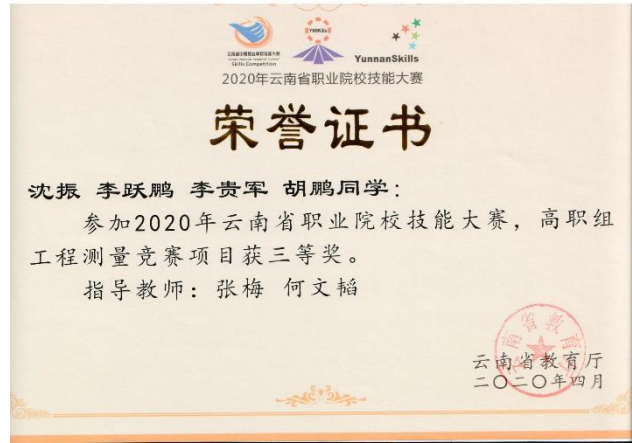 Skills Competition
YunnanSkills
2020年云南省职业院校技能大赛
荣誉证书
沈振 李跃鹏 李贵军 胡鹏同学：
参加2020年云南省职业院校技能大赛，高职组
工程测量竞赛项目获三等奖。
指导教师：张梅 何文韬
云南省教育厅
二〇二〇年四月